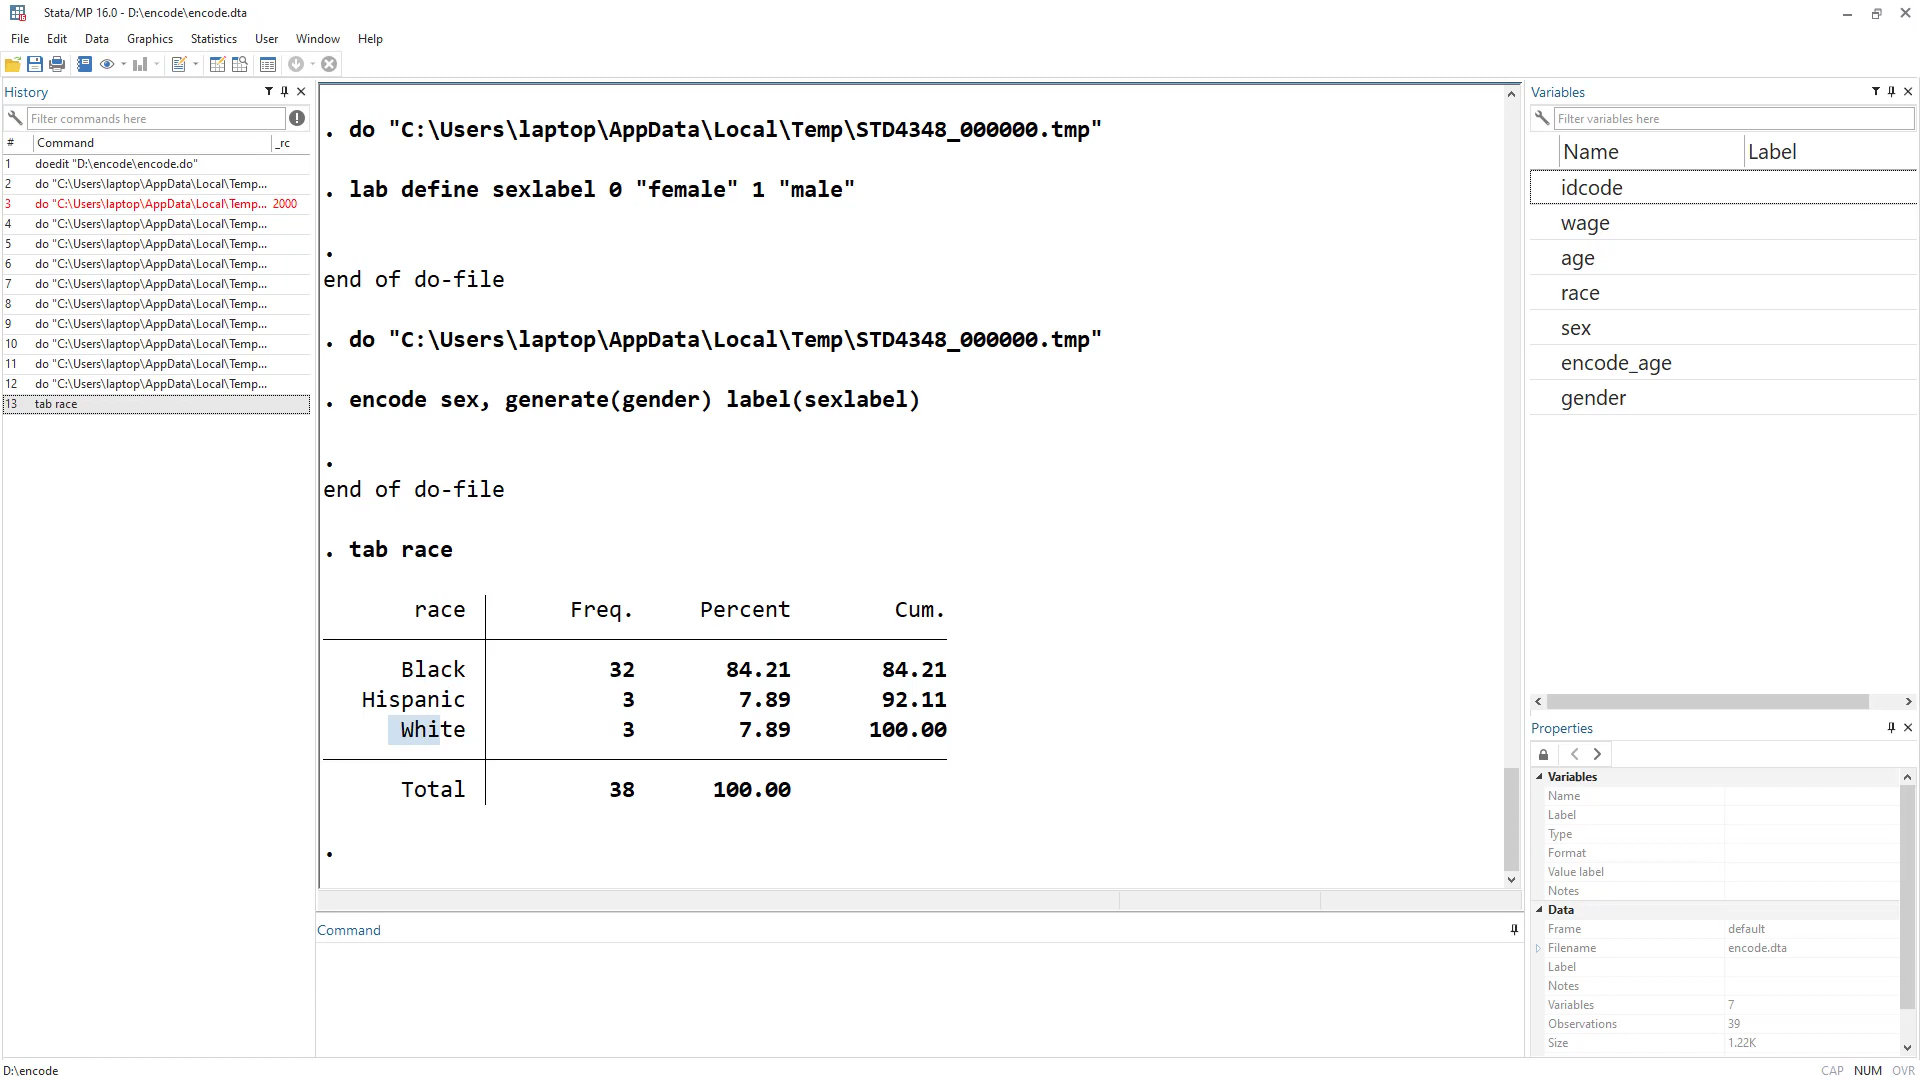 Stata/MP 16.0 - D:\encode\encode.dta
File Edit Data Graphics Statistics User Window Help
History
Filter commands here
# Command _rc
1 doedit "D:\encode\encode.do"
2 do "C:\Users\laptop\AppData\Local\Temp...
3 do "C:\Users\laptop\AppData\Local\Temp... 2000
4 do "C:\Users\laptop\AppData\Local\Temp...
5 do "C:\Users\laptop\AppData\Local\Temp...
6 do "C:\Users\laptop\AppData\Local\Temp...
7 do "C:\Users\laptop\AppData\Local\Temp...
8 do "C:\Users\laptop\AppData\Local\Temp...
9 do "C:\Users\laptop\AppData\Local\Temp...
10 do "C:\Users\laptop\AppData\Local\Temp...
11 do "C:\Users\laptop\AppData\Local\Temp...
12 do "C:\Users\laptop\AppData\Local\Temp...
13 tab race
. do "C:\Users\laptop\AppData\Local\Temp\STD4348_000000.tmp"
. lab define sexlabel 0 "female" 1 "male"
.
end of do-file
. do "C:\Users\laptop\AppData\Local\Temp\STD4348_000000.tmp"
. encode sex, generate(gender) label(sexlabel)
.
end of do-file
. tab race
race Freq. Percent Cum.
Black 32 84.21 84.21
Hispanic 3 7.89 92.11
White 3 7.89 100.00
Total 38 100.00
.
Command
Variables
Filter variables here
Name Label
idcode
wage
age
race
sex
encode_age
gender
Properties
Variables
Name
Label
Type
Format
Value label
Notes
Data
Frame default
Filename encode.dta
Label
Notes
Variables 7
Observations 39
Size 1.22K
D:\encode
CAP NUM OVR